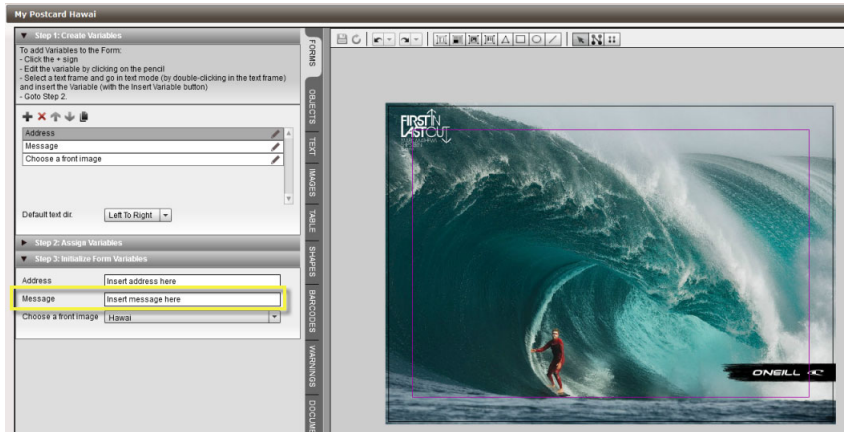 My Postcard Hawai
Step 1: Create Variables
To add Variables to the Form:
- Click the + sign
- Edit the variable by clicking on the pencil
- Select a text frame and go in text mode (by double-clicking in the text frame)
and insert the Variable (with the Insert Variable button)
- Goto Step 2.
Address
Message
Choose a front image
Default text dir.
Left To Right
Step 2: Assign Variables
Step 3: Initialize Form Variables
Address
Insert address here
Message
Insert message here
Choose a front image
Hawai
FORMS
OBJECTS
TEXT
IMAGES
TABLE
SHAPES
BARCODES
WARNINGS
DOCUME
FIRST IN
LAST OUT
ONEILL